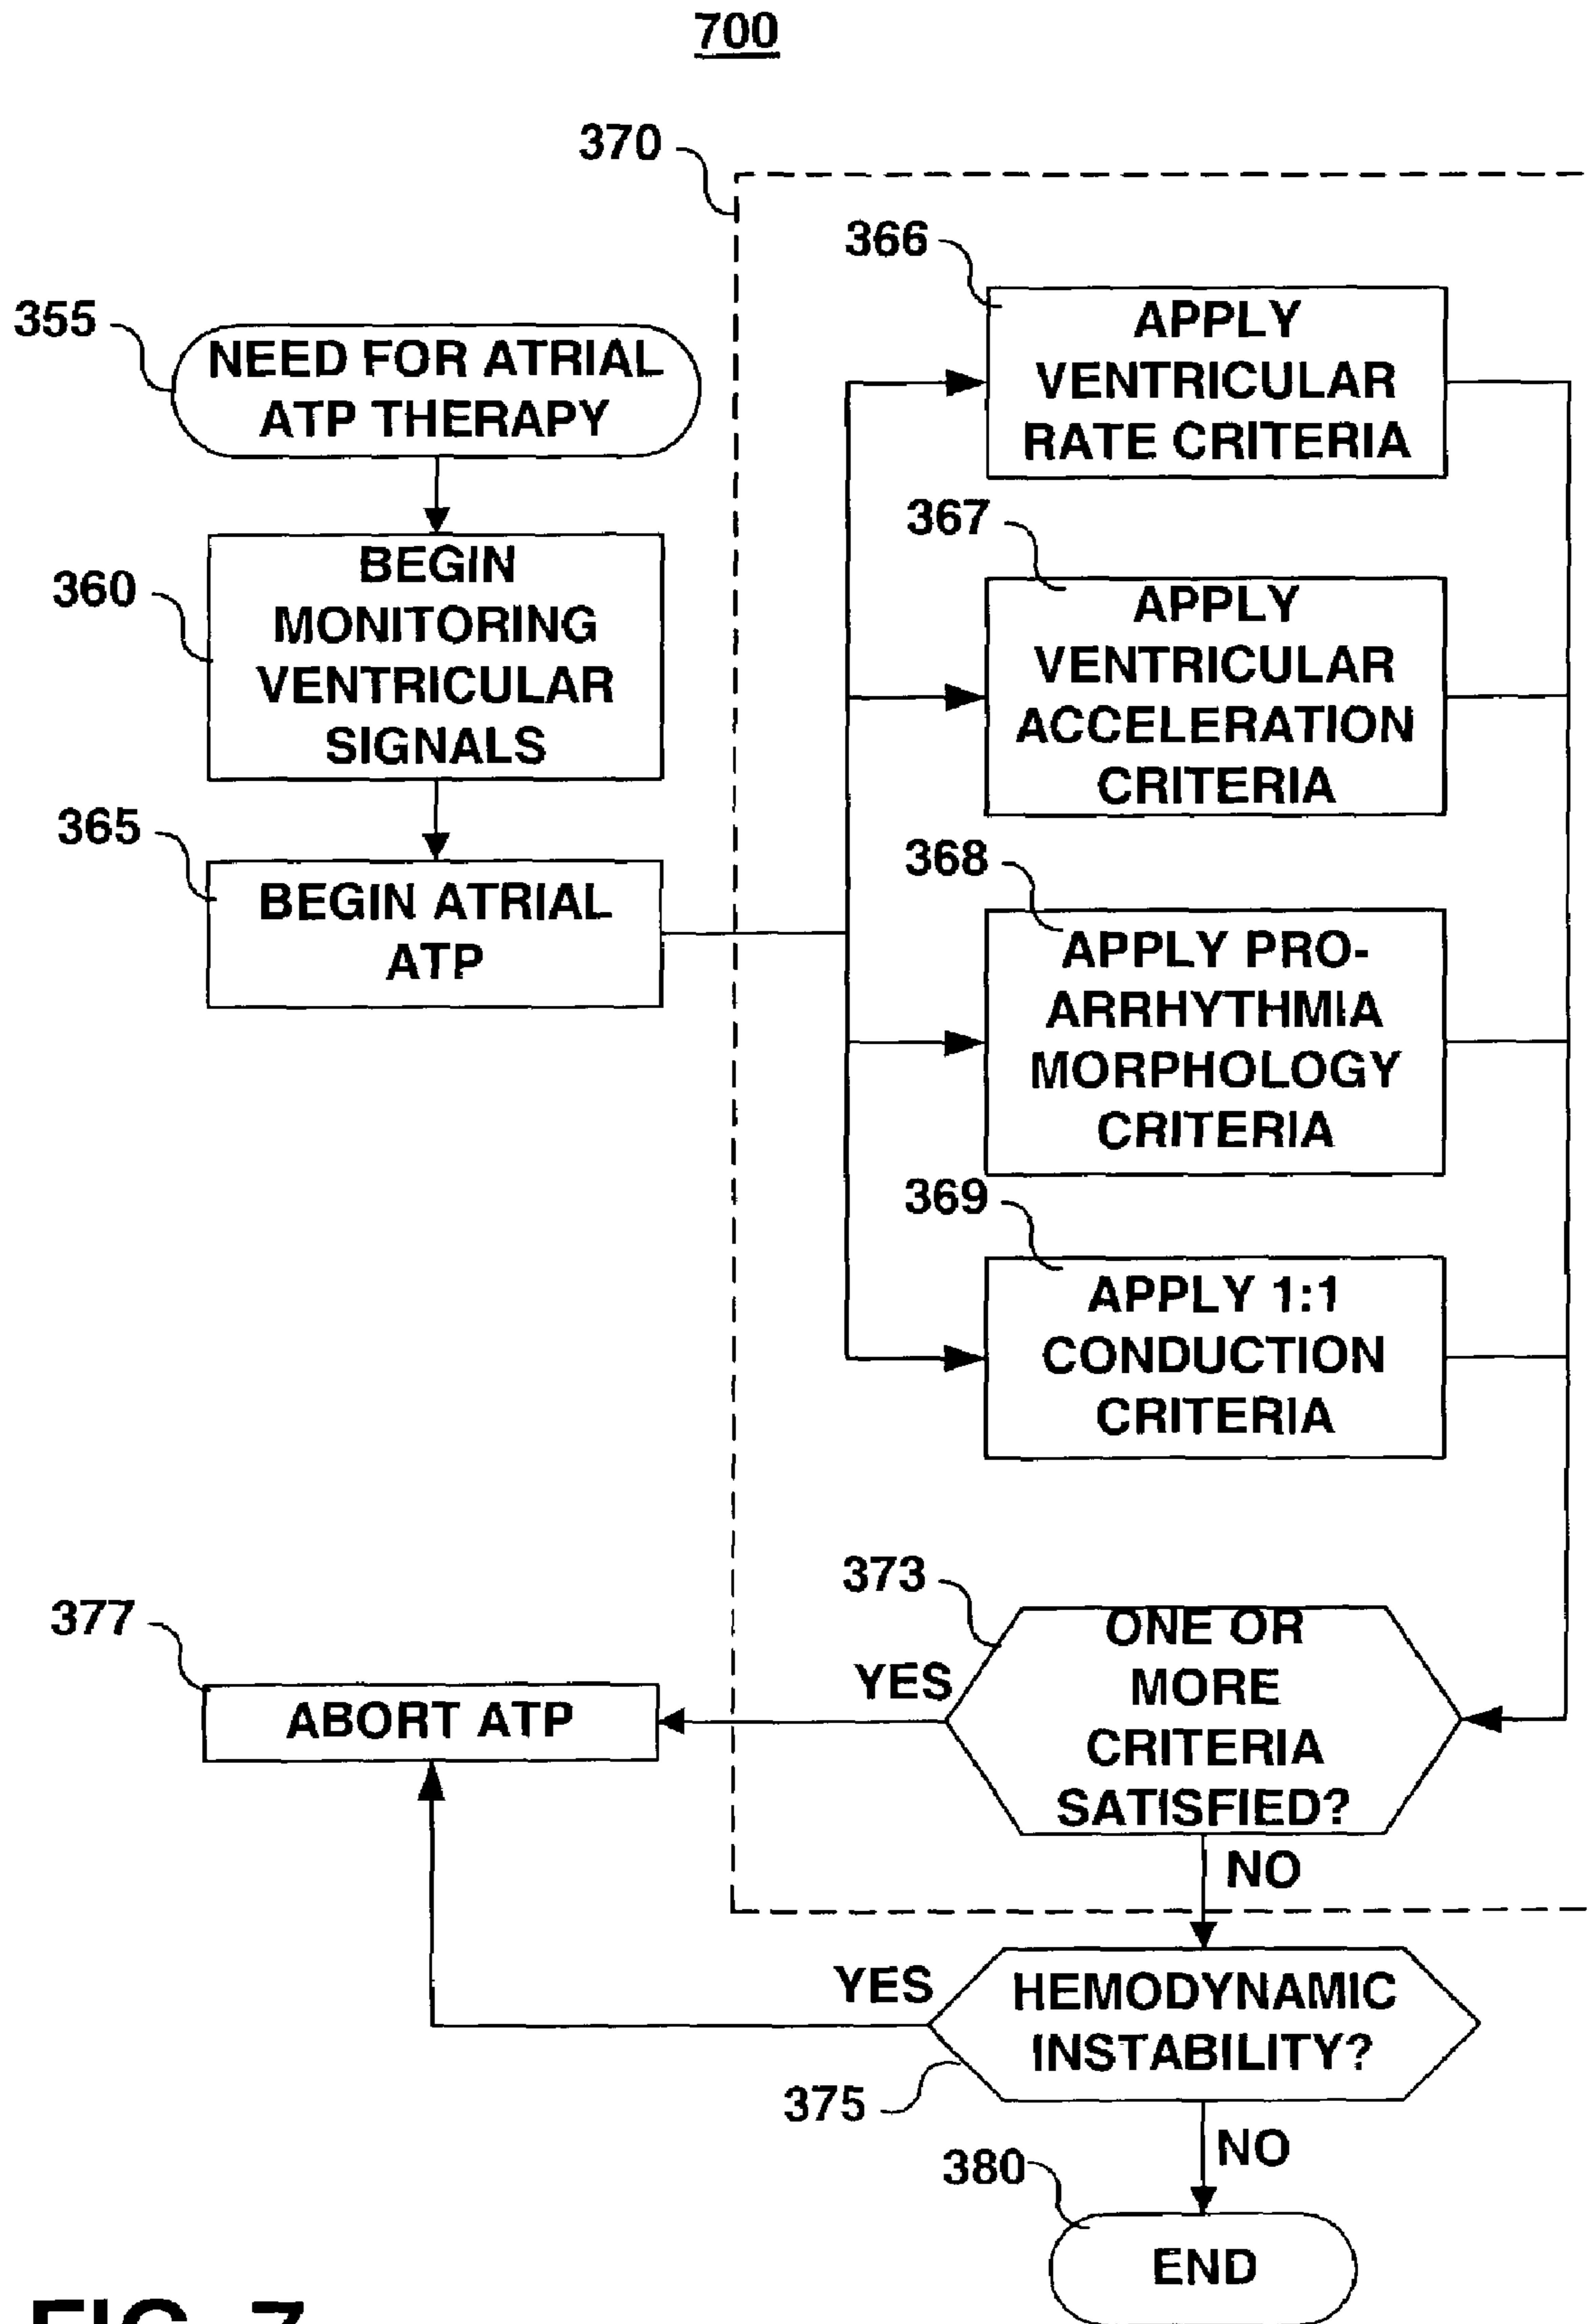 700
370
366
APPLY
VENTRICULAR
RATE CRITERIA
355
NEED FOR ATRIAL
ATP THERAPY
367
APPLY
VENTRICULAR
ACCELERATION
CRITERIA
360
BEGIN
MONITORING
VENTRICULAR
SIGNALS
365
BEGIN ATRIAL
ATP
368
APPLY PRO-
ARRHYTHMIA
MORPHOLOGY
CRITERIA
369
APPLY 1:1
CONDUCTION
CRITERIA
373
ONE OR
MORE
CRITERIA
SATISFIED?
YES
377
ABORT ATP
NO
YES
HEMODYNAMIC
INSTABILITY?
375
NO
380
END
FIG. 7